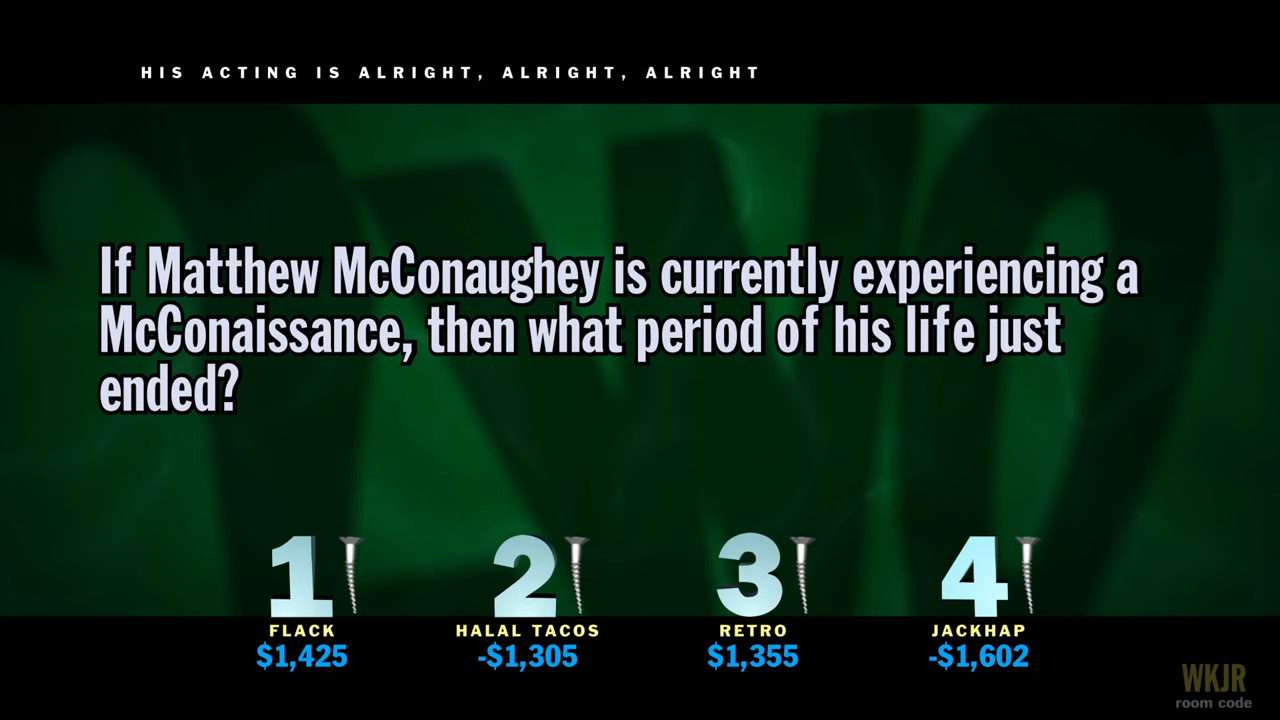 HIS ACTING IS ALRIGHT, ALRIGHT, ALRIGHT
If Matthew McConaughey is currently experiencing a
McConaissance, then what period of his life just
ended?
1 2 3 4
FLACK HALAL TACOS RETRO JACKHAP
$1,425 -$1,305 $1,355 -$1,602
WKJR
room code